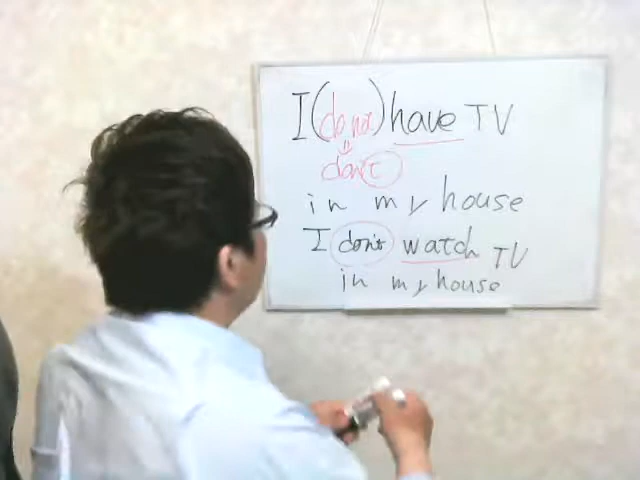 I (do not) have TV
don't
in my house
I don't watch TV
in my house